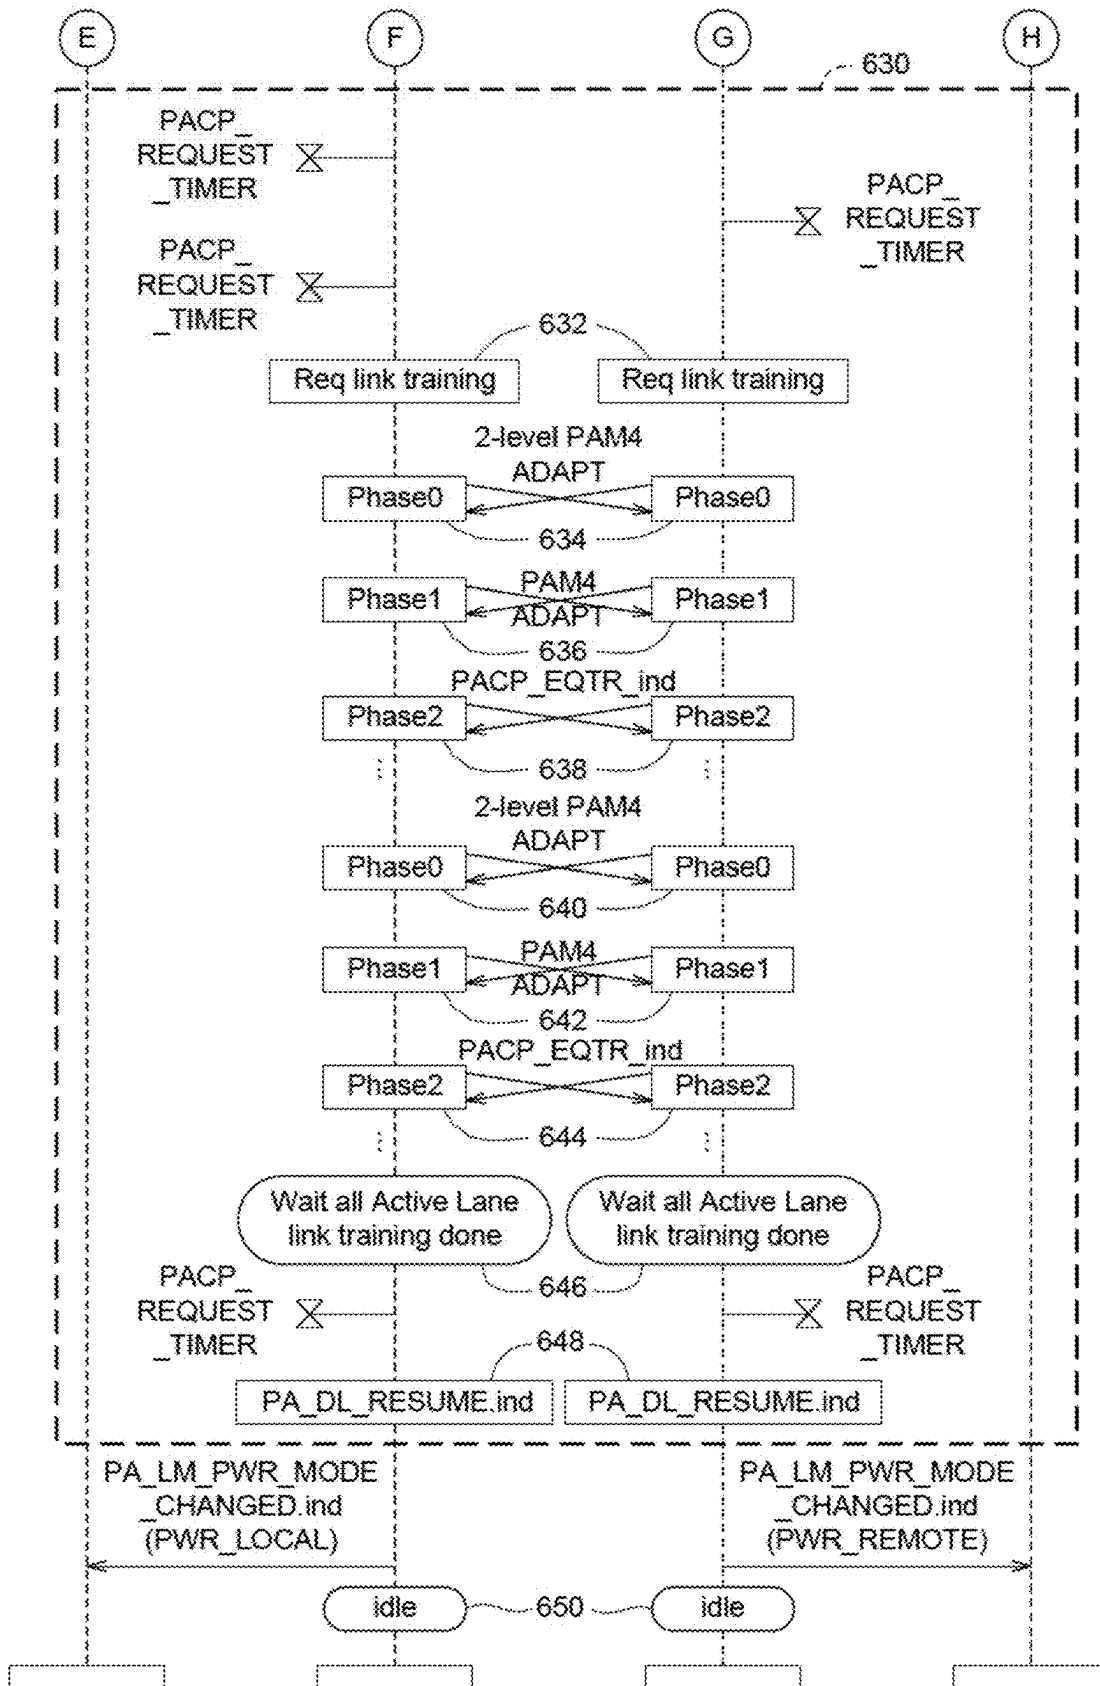 E F G H
630
PACP_
REQUEST
_TIMER
PACP_
REQUEST
_TIMER
PACP_
REQUEST
_TIMER
632
Req link training Req link training
2-level PAM4
ADAPT
Phase0 Phase0
634
PAM4
Phase1 Phase1
ADAPT
636
PACP_EQTR_ind
Phase2 Phase2
638
⋮ ⋮
2-level PAM4
ADAPT
Phase0 Phase0
640
PAM4
Phase1 Phase1
ADAPT
642
PACP_EQTR_ind
Phase2 Phase2
644
⋮ ⋮
Wait all Active Lane
link training done
Wait all Active Lane
link training done
646
PACP_
REQUEST
_TIMER
PACP_
REQUEST
_TIMER
648
PA_DL_RESUME.ind PA_DL_RESUME.ind
PA_LM_PWR_MODE
_CHANGED.ind
(PWR_LOCAL)
PA_LM_PWR_MODE
_CHANGED.ind
(PWR_REMOTE)
idle 650 idle